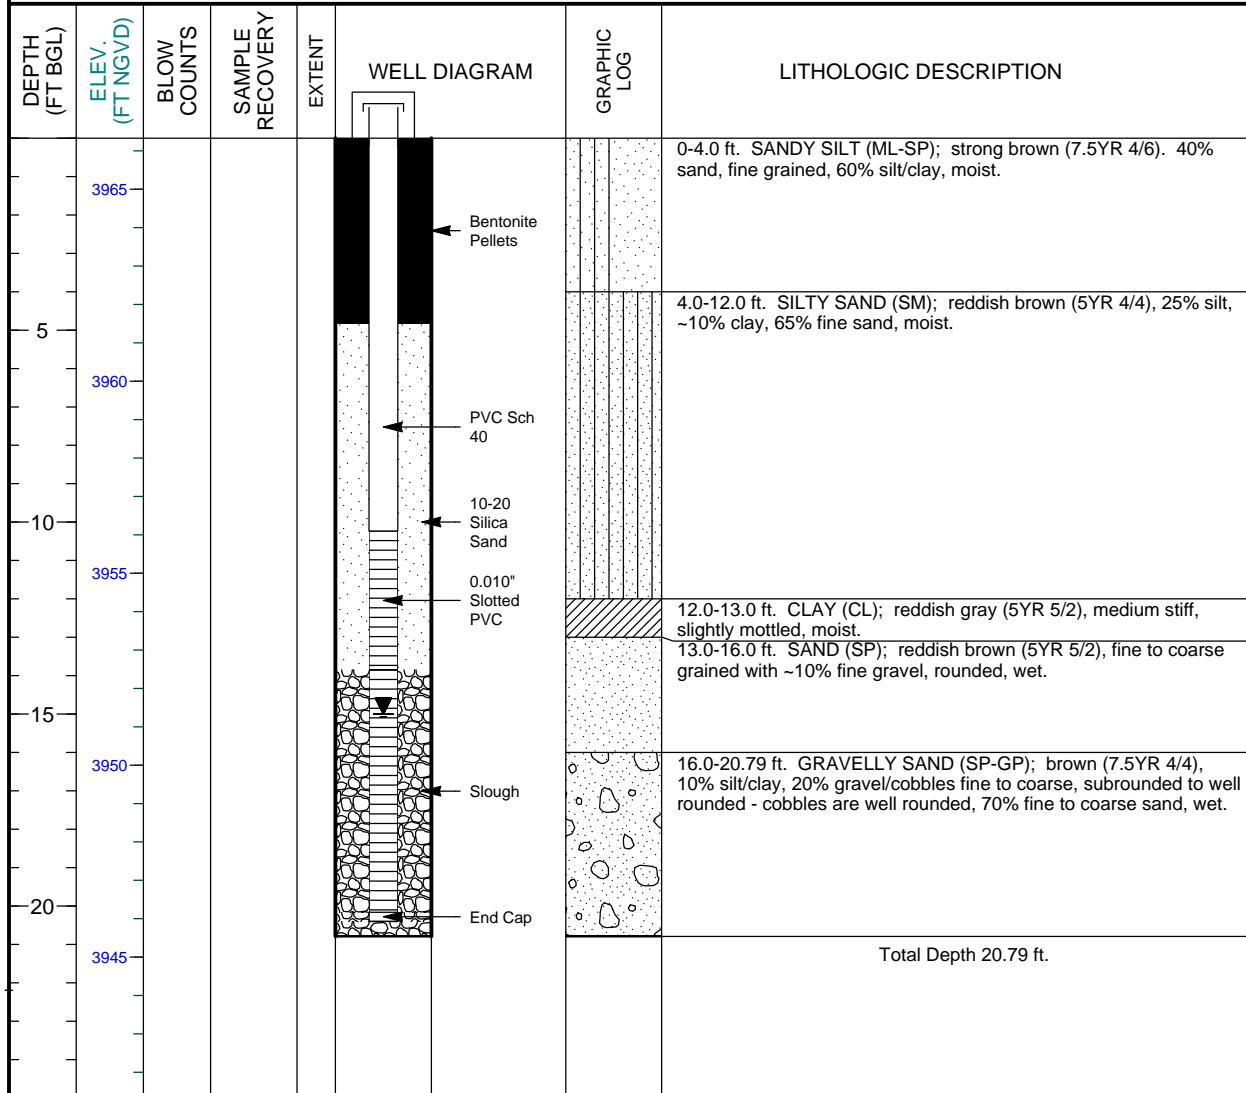 DEPTH
(FT BGL)
ELEV.
(FT NGVD)
BLOW
COUNTS
SAMPLE
RECOVERY
EXTENT
WELL DIAGRAM
GRAPHIC
LOG
LITHOLOGIC DESCRIPTION
0-4.0 ft. SANDY SILT (ML-SP); strong brown (7.5YR 4/6). 40%
sand, fine grained, 60% silt/clay, moist.
3965
Bentonite
Pellets
4.0-12.0 ft. SILTY SAND (SM); reddish brown (5YR 4/4), 25% silt,
~10% clay, 65% fine sand, moist.
5
3960
PVC Sch
40
10-20
Silica
Sand
10
3955
0.010"
Slotted
PVC
12.0-13.0 ft. CLAY (CL); reddish gray (5YR 5/2), medium stiff,
slightly mottled, moist.
13.0-16.0 ft. SAND (SP); reddish brown (5YR 5/2), fine to coarse
grained with ~10% fine gravel, rounded, wet.
15
3950
16.0-20.79 ft. GRAVELLY SAND (SP-GP); brown (7.5YR 4/4),
10% silt/clay, 20% gravel/cobbles fine to coarse, subrounded to well
rounded - cobbles are well rounded, 70% fine to coarse sand, wet.
Slough
20
End Cap
3945
Total Depth 20.79 ft.